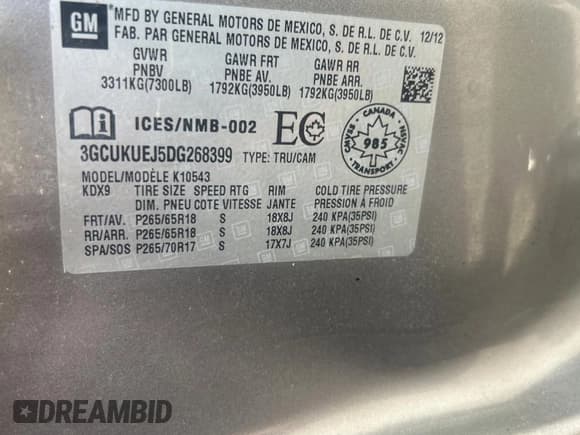 GM
MFD BY GENERAL MOTORS DE MEXICO, S. DE R.L. DE C.V. 12/12
FAB. PAR GENERAL MOTORS DE MEXICO, S. DE R.L. DE C.V.
GVWR GAWR FRT GAWR RR
PNBV PNBE AV. PNBE ARR.
3311KG(7300LB) 1792KG(3950LB) 1792KG(3950LB)
i ICES/NMB-002 EC
CANADA
CMVSS NSVAC
985
TRANSPORT
3GCUKUEJ5DG268399 TYPE: TRU/CAM
MODEL/MODÈLE K10543
KDX9 TIRE SIZE SPEED RTG RIM COLD TIRE PRESSURE
DIM. PNEU COTE VITESSE JANTE PRESSION À FROID
FRT/AV. P265/65R18 S 18X8J 240 KPA(35PSI)
RR/ARR. P265/65R18 S 18X8J 240 KPA(35PSI)
SPA/SOS P265/70R17 S 17X7J 240 KPA(35PSI)
DREAMBID